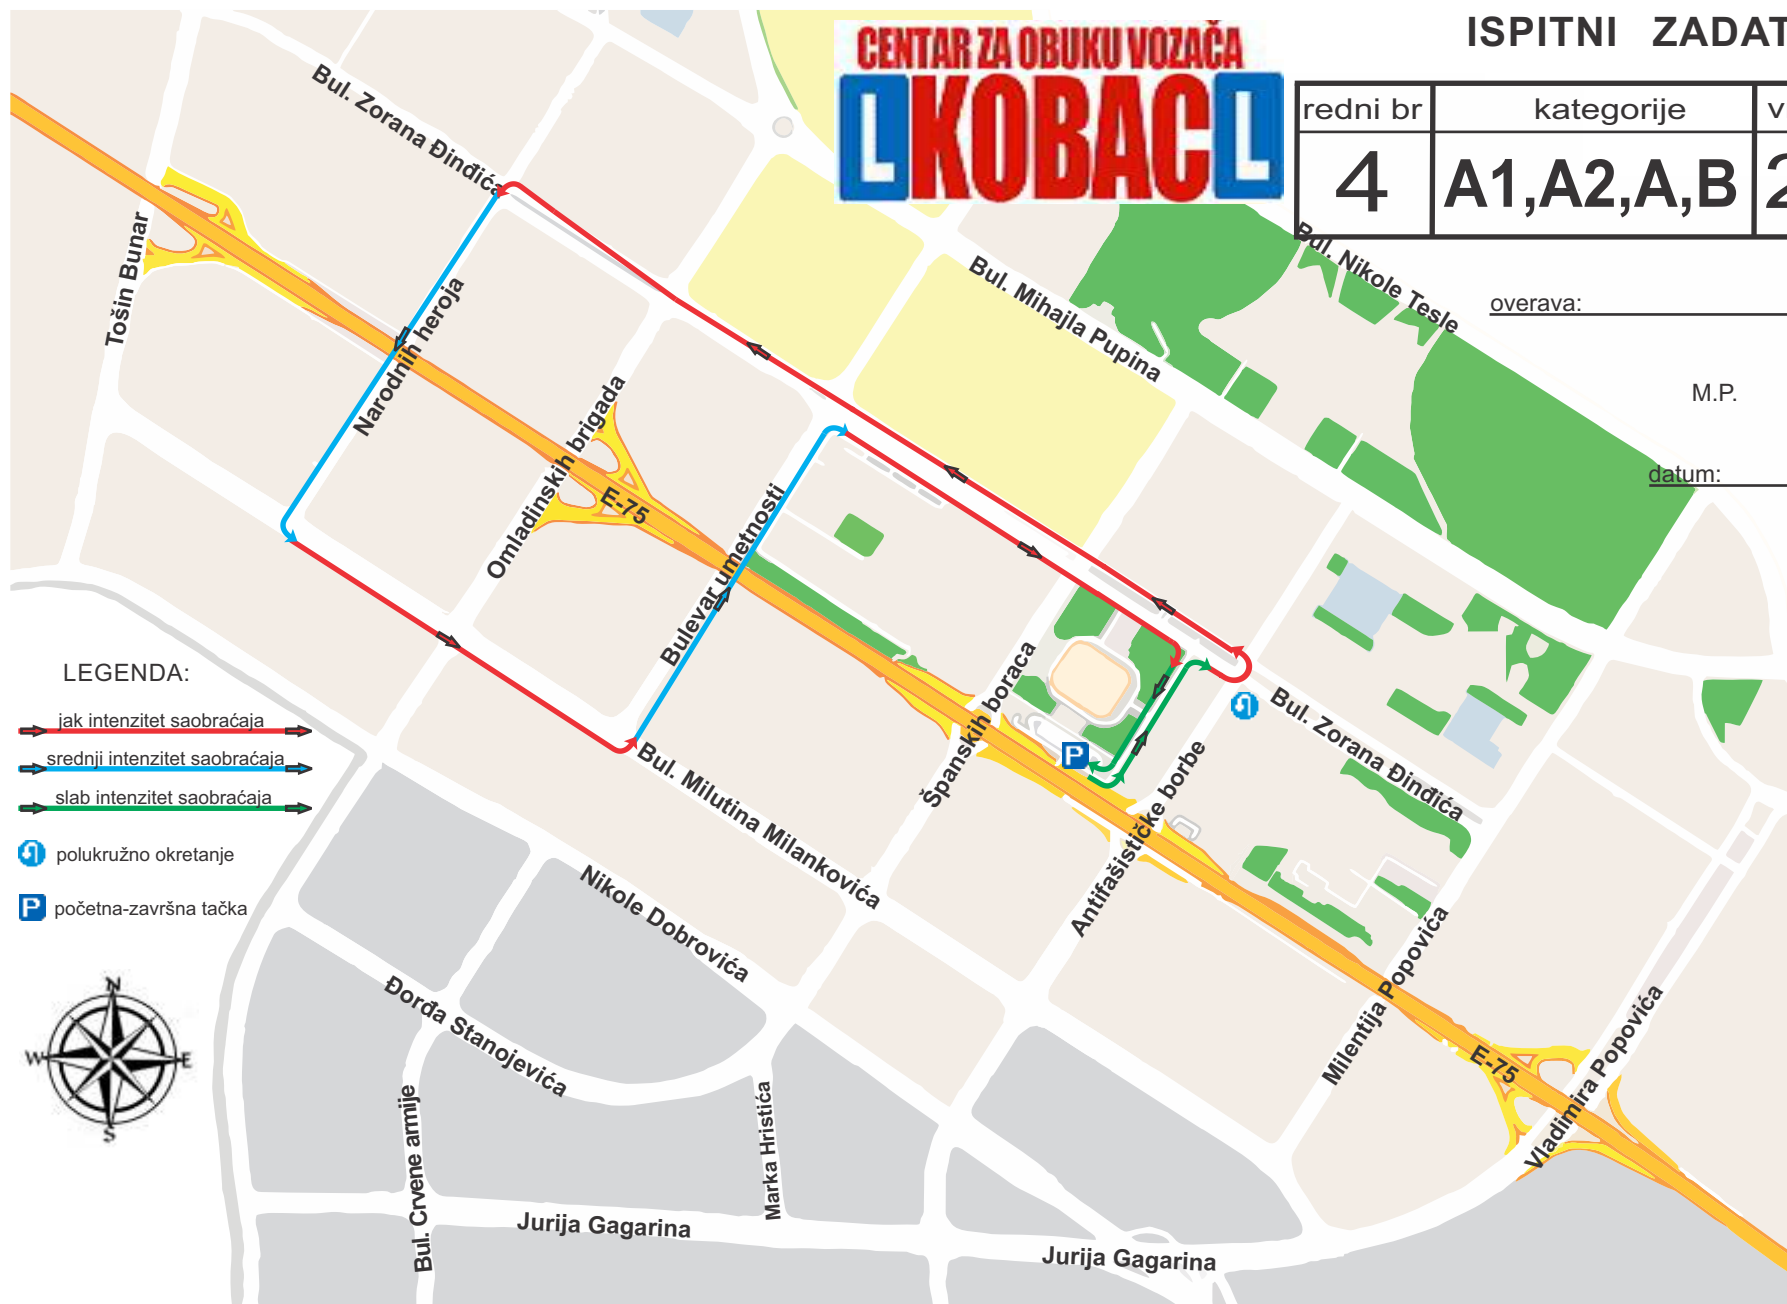 CENTAR ZA OBUKU VOZAČA
L KOBAC L
ISPITNI ZADAT
redni br
kategorije
4
A1,A2,A,B
2
overava:
M.P.
datum:
Bul. Zorana Đinđića
Tošin Bunar
Narodnih heroja
Omladinskih brigada
E-75
Bulevar umetnosti
Bul. Mihajla Pupina
Bul. Nikole Tesle
Španskih boraca
Antifašističke borbe
Bul. Zorana Đinđića
P
Bul. Milutina Milankovića
Nikole Dobrovića
Đorđa Stanojevića
Bul. Crvene armije
Marka Hristića
Milentija Popovića
E-75
Vladimira Popovića
Jurija Gagarina
Jurija Gagarina
LEGENDA:
jak intenzitet saobraćaja
srednji intenzitet saobraćaja
slab intenzitet saobraćaja
polukružno okretanje
P početna-završna tačka
N
W E
S